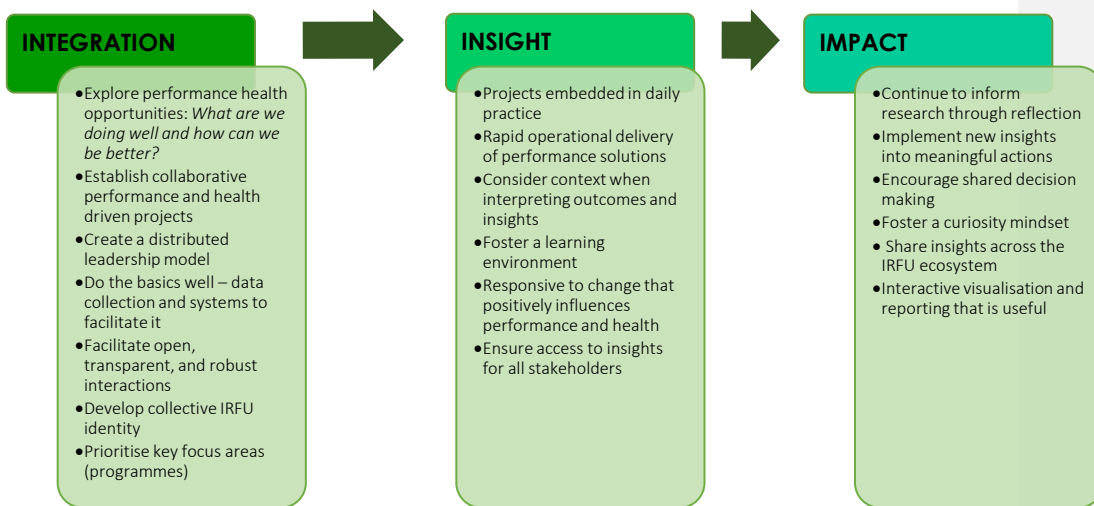 INTEGRATION
•Explore performance health
opportunities: What are we
doing well and how can we
be better?
•Establish collaborative
performance and health
driven projects
•Create a distributed
leadership model
•Do the basics well – data
collection and systems to
facilitate it
•Facilitate open,
transparent, and robust
interactions
•Develop collective IRFU
identity
•Prioritise key focus areas
(programmes)
INSIGHT
•Projects embedded in daily
practice
•Rapid operational delivery
of performance solutions
•Consider context when
interpreting outcomes and
insights
•Foster a learning
environment
•Responsive to change that
positively influences
performance and health
•Ensure access to insights
for all stakeholders
IMPACT
•Continue to inform
research through reflection
•Implement new insights
into meaningful actions
•Encourage shared decision
making
•Foster a curiosity mindset
• Share insights across the
IRFU ecosystem
•Interactive visualisation and
reporting that is useful